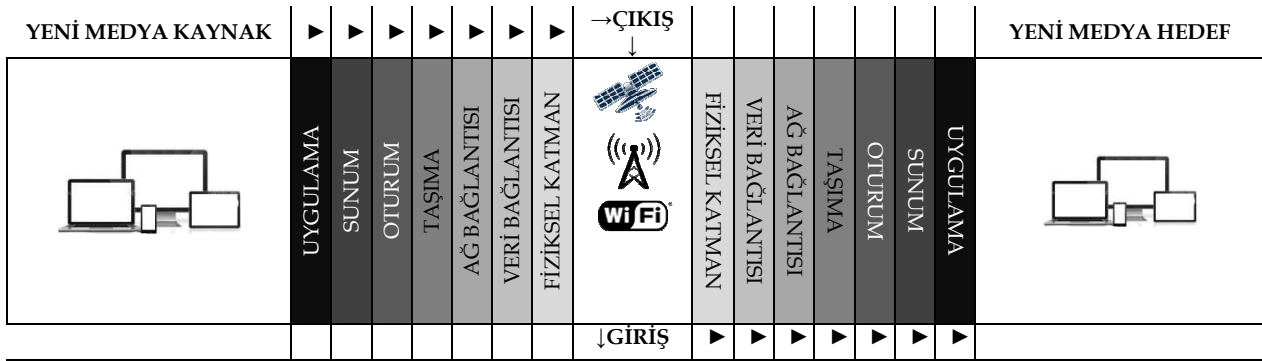 YENİ MEDYA KAYNAK ► ► ► ► ► ► ► →ÇIKIŞ YENİ MEDYA HEDEF
↓
UYGULAMA
SUNUM
OTURUM
TAŞIMA
AĞ BAĞLANTISI
VERİ BAĞLANTISI
FİZİKSEL KATMAN
Wi Fi
FİZİKSEL KATMAN
VERİ BAĞLANTISI
AĞ BAĞLANTISI
TAŞIMA
OTURUM
SUNUM
UYGULAMA
↓GİRİŞ ► ► ► ► ► ► ►